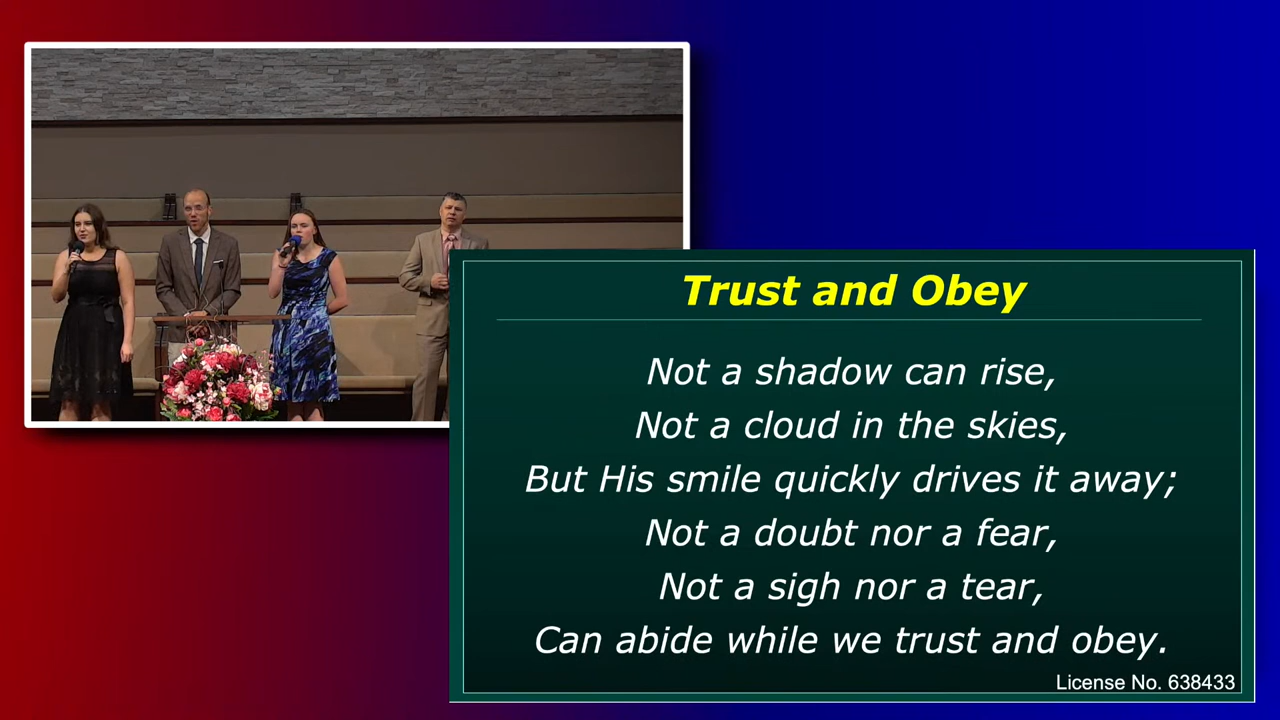 Trust and Obey
Not a shadow can rise,
Not a cloud in the skies,
But His smile quickly drives it away;
Not a doubt nor a fear,
Not a sigh nor a tear,
Can abide while we trust and obey.
License No. 638433